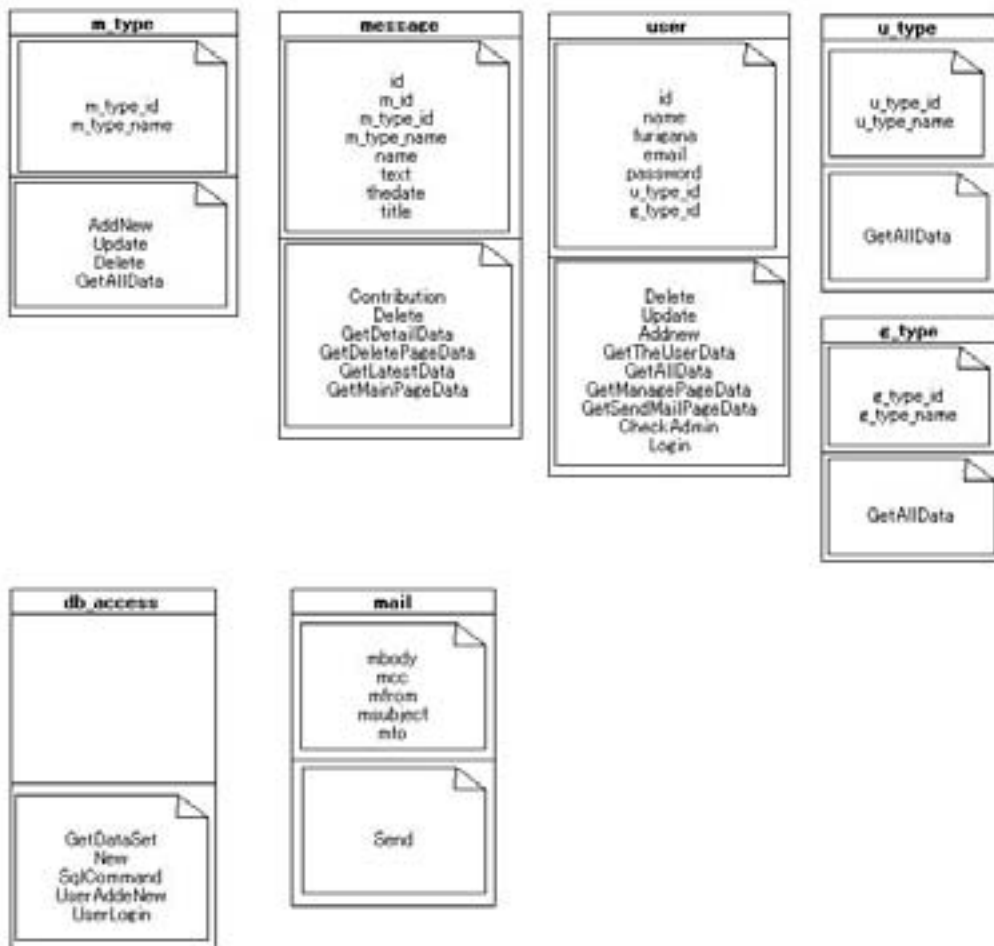 m_type
m_type_id
m_type_name
AddNew
Update
Delete
GetAllData
message
id
m_id
m_type_id
m_type_name
name
text
thedate
title
Contribution
Delete
GetDetailData
GetDeletePageData
GetLatestData
GetMainPageData
user
id
name
furigana
email
password
u_type_id
g_type_id
Delete
Update
Addnew
GetTheUserData
GetAllData
GetManagePageData
GetSendMailPageData
CheckAdmin
Login
u_type
u_type_id
u_type_name
GetAllData
g_type
g_type_id
g_type_name
GetAllData
db_access
GetDataSet
New
SqlCommand
UserAddeNew
UserLogin
mail
mbody
mcc
mfrom
msubject
mto
Send